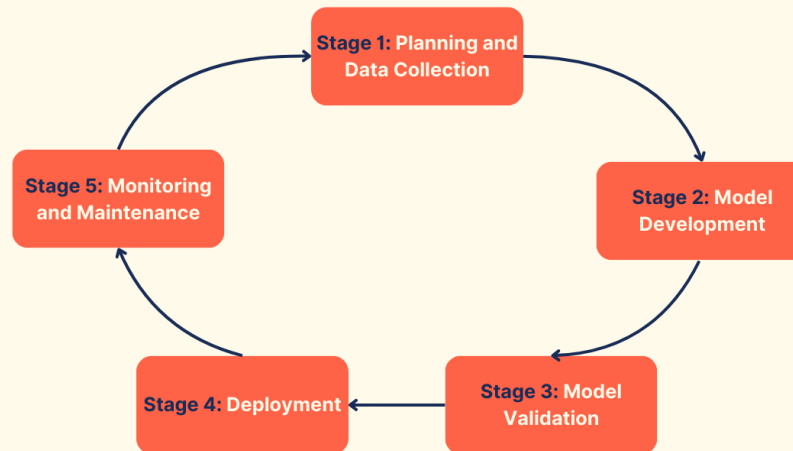 Stage 1: Planning and
Data Collection
Stage 2: Model
Development
Stage 3: Model
Validation
Stage 4: Deployment
Stage 5: Monitoring
and Maintenance